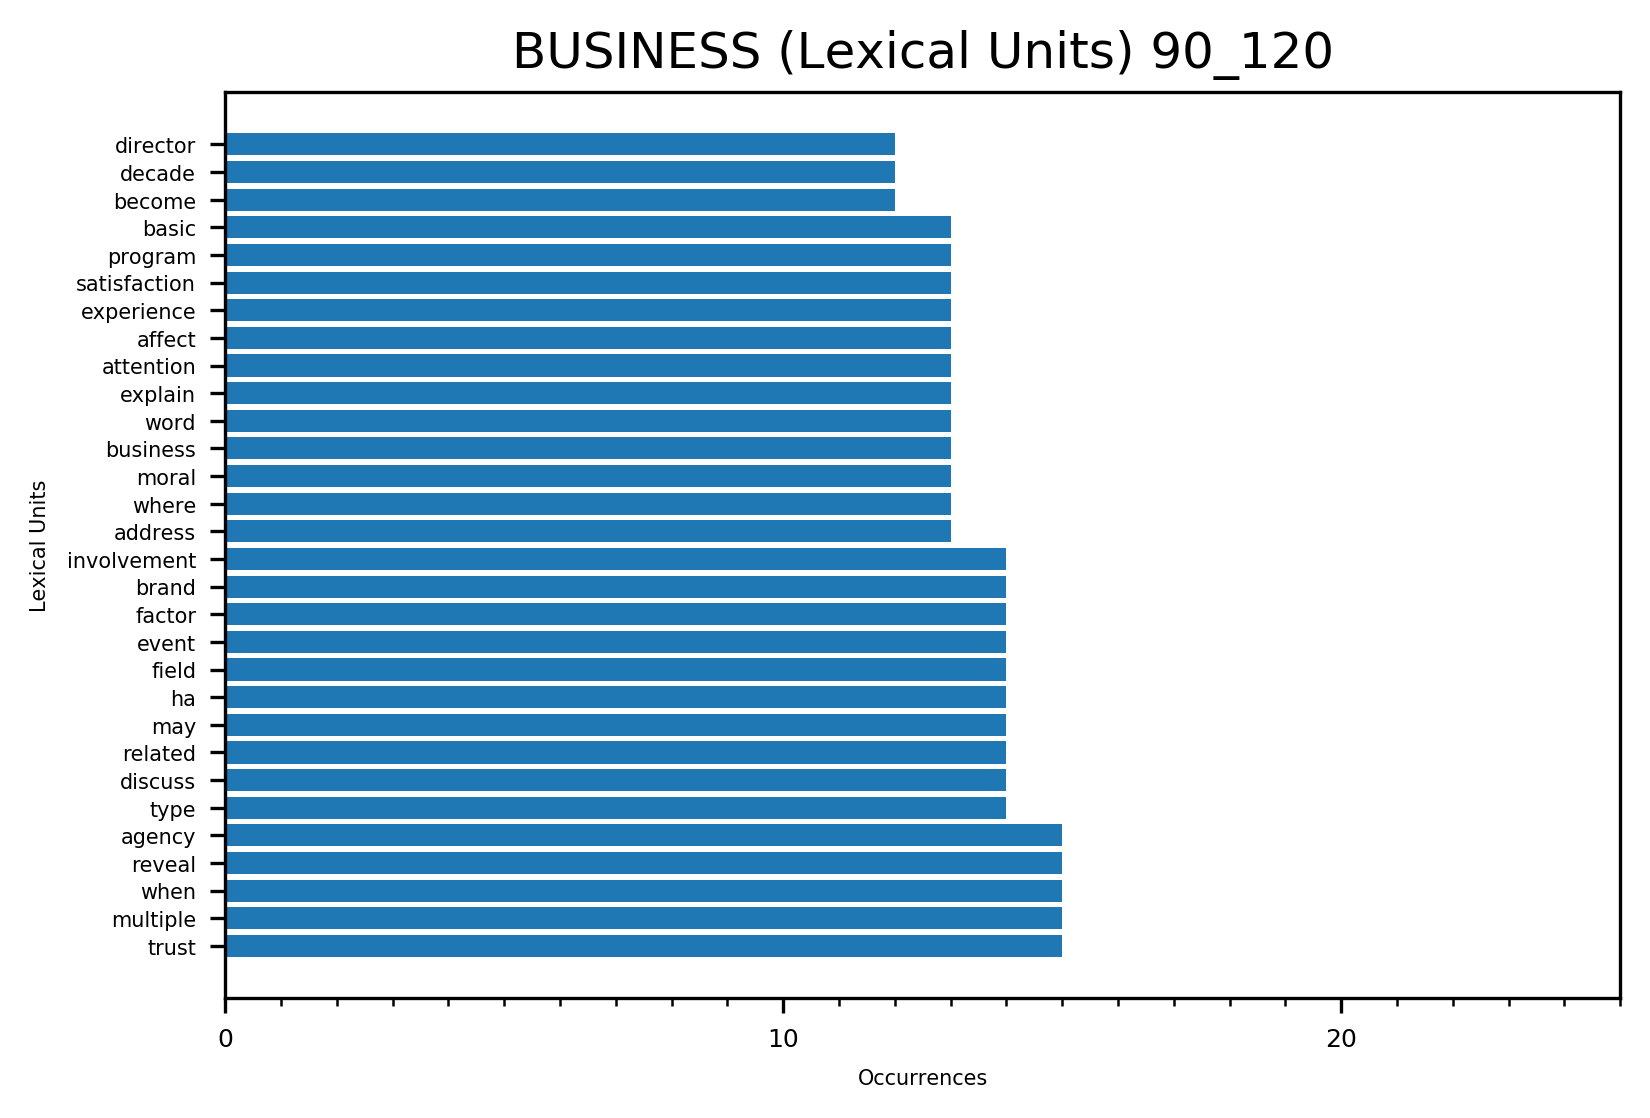 BUSINESS (Lexical Units) 90_120
director
decade
become
basic
program
satisfaction
experience
affect
attention
explain
word
business
moral
where
address
involvement
brand
factor
event
field
ha
may
related
discuss
type
agency
reveal
when
multiple
trust
Lexical Units
0 10 20
Occurrences